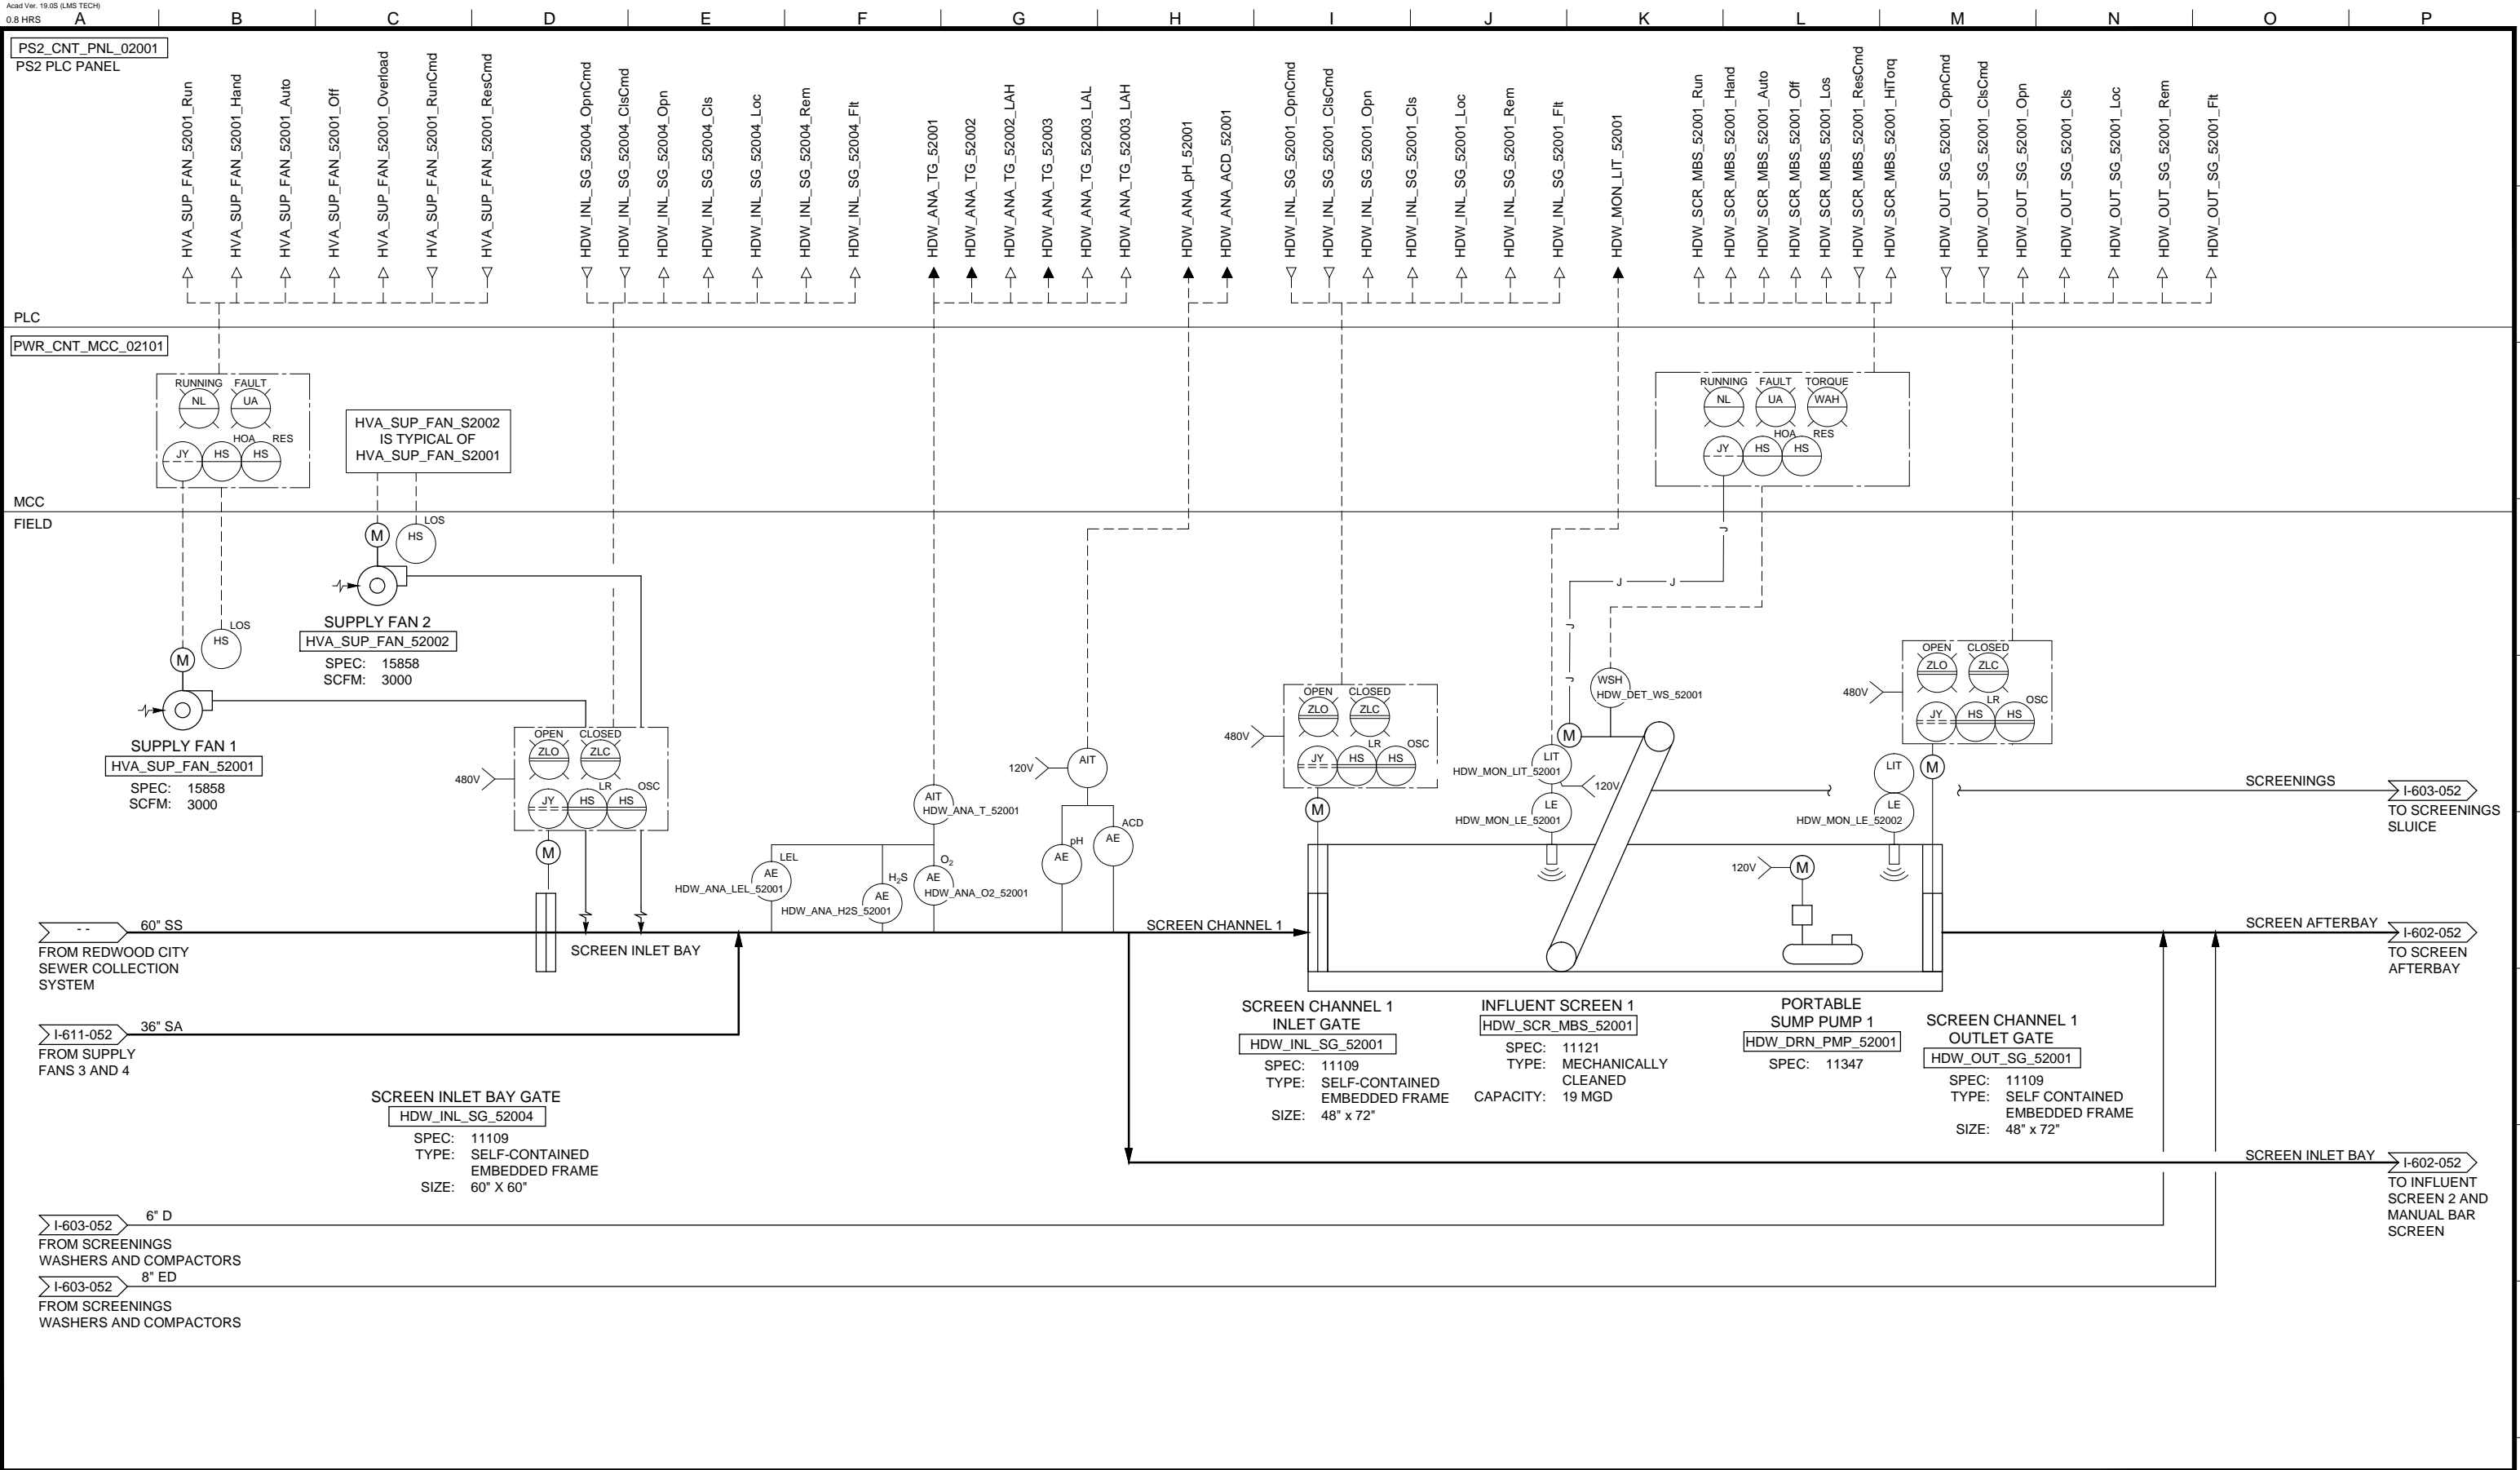 Acad Ver. 19.0S (LMS TECH)
0.8 HRS
A B C D E F G H I J K L M N O P
PS2_CNT_PNL_02001
PS2 PLC PANEL
HVA_SUP_FAN_52001_Run
HVA_SUP_FAN_52001_Hand
HVA_SUP_FAN_52001_Auto
HVA_SUP_FAN_52001_Off
HVA_SUP_FAN_52001_Overload
HVA_SUP_FAN_52001_RunCmd
HVA_SUP_FAN_52001_ResCmd
HDW_INL_SG_52004_OpnCmd
HDW_INL_SG_52004_ClsCmd
HDW_INL_SG_52004_Opn
HDW_INL_SG_52004_Cls
HDW_INL_SG_52004_Loc
HDW_INL_SG_52004_Rem
HDW_INL_SG_52004_Flt
HDW_ANA_TG_52001
HDW_ANA_TG_52002
HDW_ANA_TG_52002_LAH
HDW_ANA_TG_52003
HDW_ANA_TG_52003_LAL
HDW_ANA_TG_52003_LAH
HDW_ANA_pH_52001
HDW_ANA_ACD_52001
HDW_INL_SG_52001_OpnCmd
HDW_INL_SG_52001_ClsCmd
HDW_INL_SG_52001_Opn
HDW_INL_SG_52001_Cls
HDW_INL_SG_52001_Loc
HDW_INL_SG_52001_Rem
HDW_INL_SG_52001_Flt
HDW_MON_LIT_52001
HDW_SCR_MBS_52001_Run
HDW_SCR_MBS_52001_Hand
HDW_SCR_MBS_52001_Auto
HDW_SCR_MBS_52001_Off
HDW_SCR_MBS_52001_Los
HDW_SCR_MBS_52001_ResCmd
HDW_SCR_MBS_52001_HiTorq
HDW_OUT_SG_52001_OpnCmd
HDW_OUT_SG_52001_ClsCmd
HDW_OUT_SG_52001_Opn
HDW_OUT_SG_52001_Cls
HDW_OUT_SG_52001_Loc
HDW_OUT_SG_52001_Rem
HDW_OUT_SG_52001_Flt
PLC
PWR_CNT_MCC_02101
RUNNING FAULT
NL UA
HOA RES
JY HS HS
HVA_SUP_FAN_S2002
IS TYPICAL OF
HVA_SUP_FAN_S2001
RUNNING FAULT TORQUE
NL UA WAH
HOA RES
JY HS HS
MCC
FIELD
M HS LOS
SUPPLY FAN 2
HVA_SUP_FAN_52002
SPEC: 15858
SCFM: 3000
HS LOS
M
SUPPLY FAN 1
HVA_SUP_FAN_52001
SPEC: 15858
SCFM: 3000
OPEN CLOSED
ZLO ZLC
480V
LR OSC
JY HS HS
M
AIT
HDW_ANA_T_52001
LEL
AE
HDW_ANA_LEL_52001
H2S
AE
HDW_ANA_H2S_52001
O2
AE
HDW_ANA_O2_52001
120V
AIT
pH
AE
ACD
AE
OPEN CLOSED
ZLO ZLC
480V
LR OSC
JY HS HS
M
J
J J
J
J
WSH
HDW_DET_WS_52001
M
LIT
HDW_MON_LIT_52001
120V
LE
HDW_MON_LE_52001
OPEN CLOSED
ZLO ZLC
480V
LR OSC
JY HS HS
LIT
M
LE
HDW_MON_LE_52002
120V
M
SCREENINGS
I-603-052
TO SCREENINGS
SLUICE
- -
60" SS
FROM REDWOOD CITY
SEWER COLLECTION
SYSTEM
SCREEN INLET BAY
SCREEN CHANNEL 1
SCREEN AFTERBAY
I-602-052
TO SCREEN
AFTERBAY
I-611-052
36" SA
FROM SUPPLY
FANS 3 AND 4
SCREEN INLET BAY GATE
HDW_INL_SG_52004
SPEC: 11109
TYPE: SELF-CONTAINED
EMBEDDED FRAME
SIZE: 60" X 60"
SCREEN CHANNEL 1
INLET GATE
HDW_INL_SG_52001
SPEC: 11109
TYPE: SELF-CONTAINED
EMBEDDED FRAME
SIZE: 48" x 72"
INFLUENT SCREEN 1
HDW_SCR_MBS_52001
SPEC: 11121
TYPE: MECHANICALLY
CLEANED
CAPACITY: 19 MGD
PORTABLE
SUMP PUMP 1
HDW_DRN_PMP_52001
SPEC: 11347
SCREEN CHANNEL 1
OUTLET GATE
HDW_OUT_SG_52001
SPEC: 11109
TYPE: SELF CONTAINED
EMBEDDED FRAME
SIZE: 48" x 72"
SCREEN INLET BAY
I-602-052
TO INFLUENT
SCREEN 2 AND
MANUAL BAR
SCREEN
I-603-052
6" D
FROM SCREENINGS
WASHERS AND COMPACTORS
I-603-052
8" ED
FROM SCREENINGS
WASHERS AND COMPACTORS